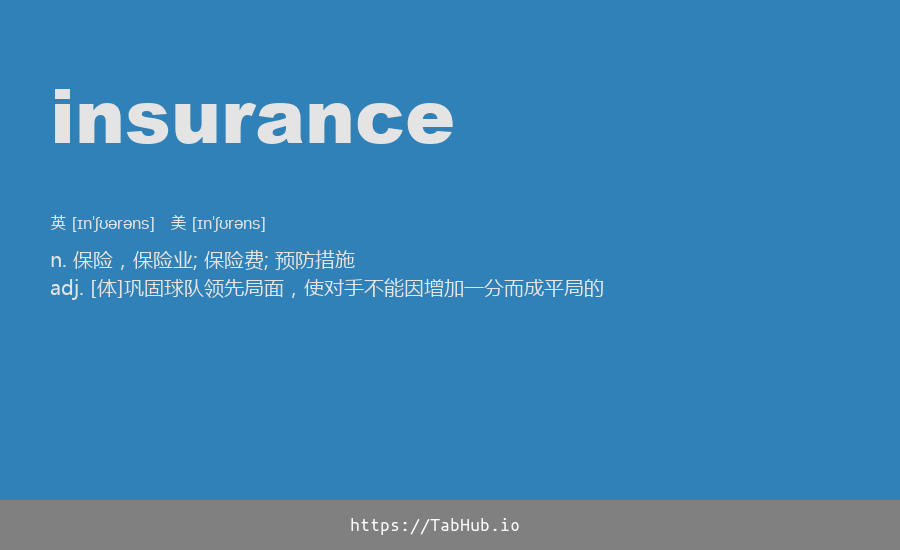 insurance
英 [ɪnˈʃʊərəns] 美 [ɪnˈʃʊrəns]
n. 保险，保险业; 保险费; 预防措施
adj. [体]巩固球队领先局面，使对手不能因增加一分而成平局的
https://TabHub.io